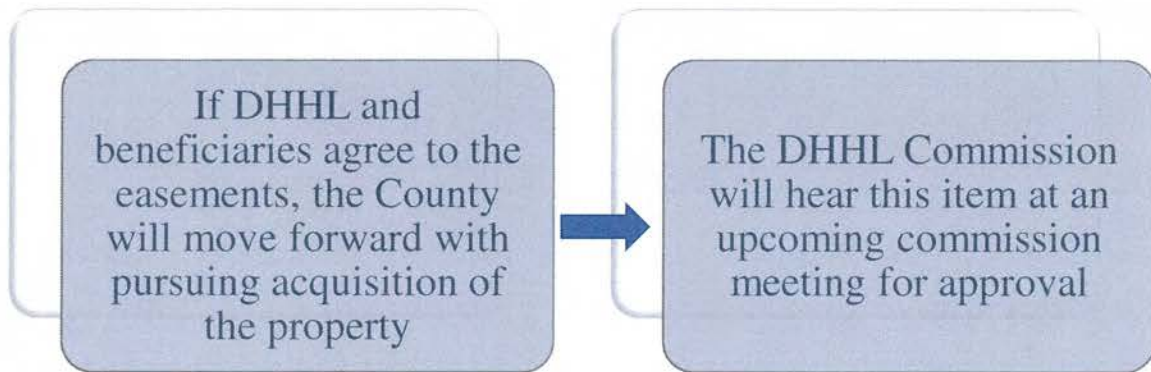 If DHHL and
beneficiaries agree to the
easements, the County
will move forward with
pursuing acquisition of
the property
The DHHL Commission
will hear this item at an
upcoming commission
meeting for approval